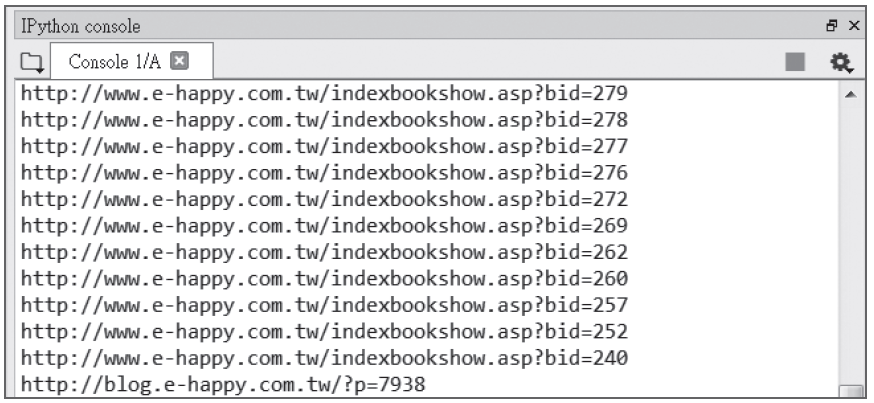 IPython console
Console 1/A
http://www.e-happy.com.tw/indexbookshow.asp?bid=279
http://www.e-happy.com.tw/indexbookshow.asp?bid=278
http://www.e-happy.com.tw/indexbookshow.asp?bid=277
http://www.e-happy.com.tw/indexbookshow.asp?bid=276
http://www.e-happy.com.tw/indexbookshow.asp?bid=272
http://www.e-happy.com.tw/indexbookshow.asp?bid=269
http://www.e-happy.com.tw/indexbookshow.asp?bid=262
http://www.e-happy.com.tw/indexbookshow.asp?bid=260
http://www.e-happy.com.tw/indexbookshow.asp?bid=257
http://www.e-happy.com.tw/indexbookshow.asp?bid=252
http://www.e-happy.com.tw/indexbookshow.asp?bid=240
http://blog.e-happy.com.tw/?p=7938